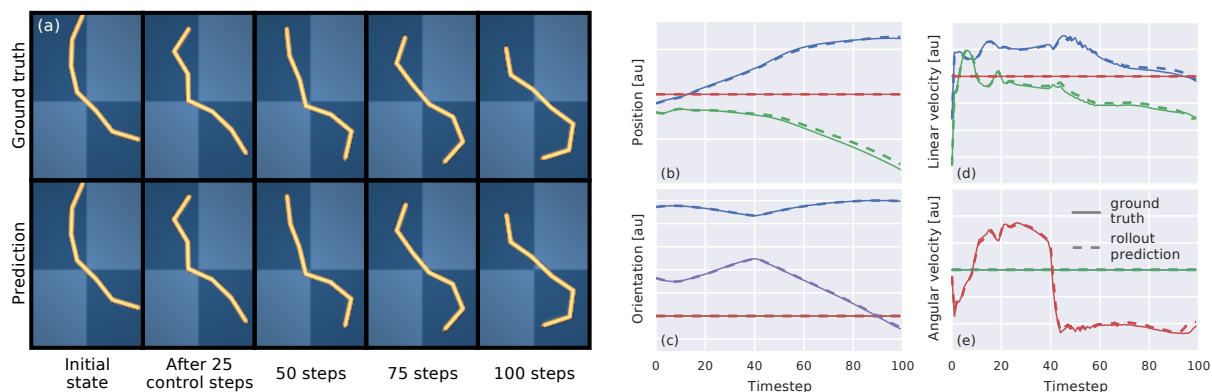 (a)
Ground truth
Prediction
Initial
state
After 25
control steps
50 steps
75 steps
100 steps
Position [au]
(b)
Linear velocity [au]
(d)
Orientation [au]
(c)
0 20 40 60 80 100
Timestep
Angular velocity [au]
ground
truth
rollout
prediction
(e)
0 20 40 60 80 100
Timestep